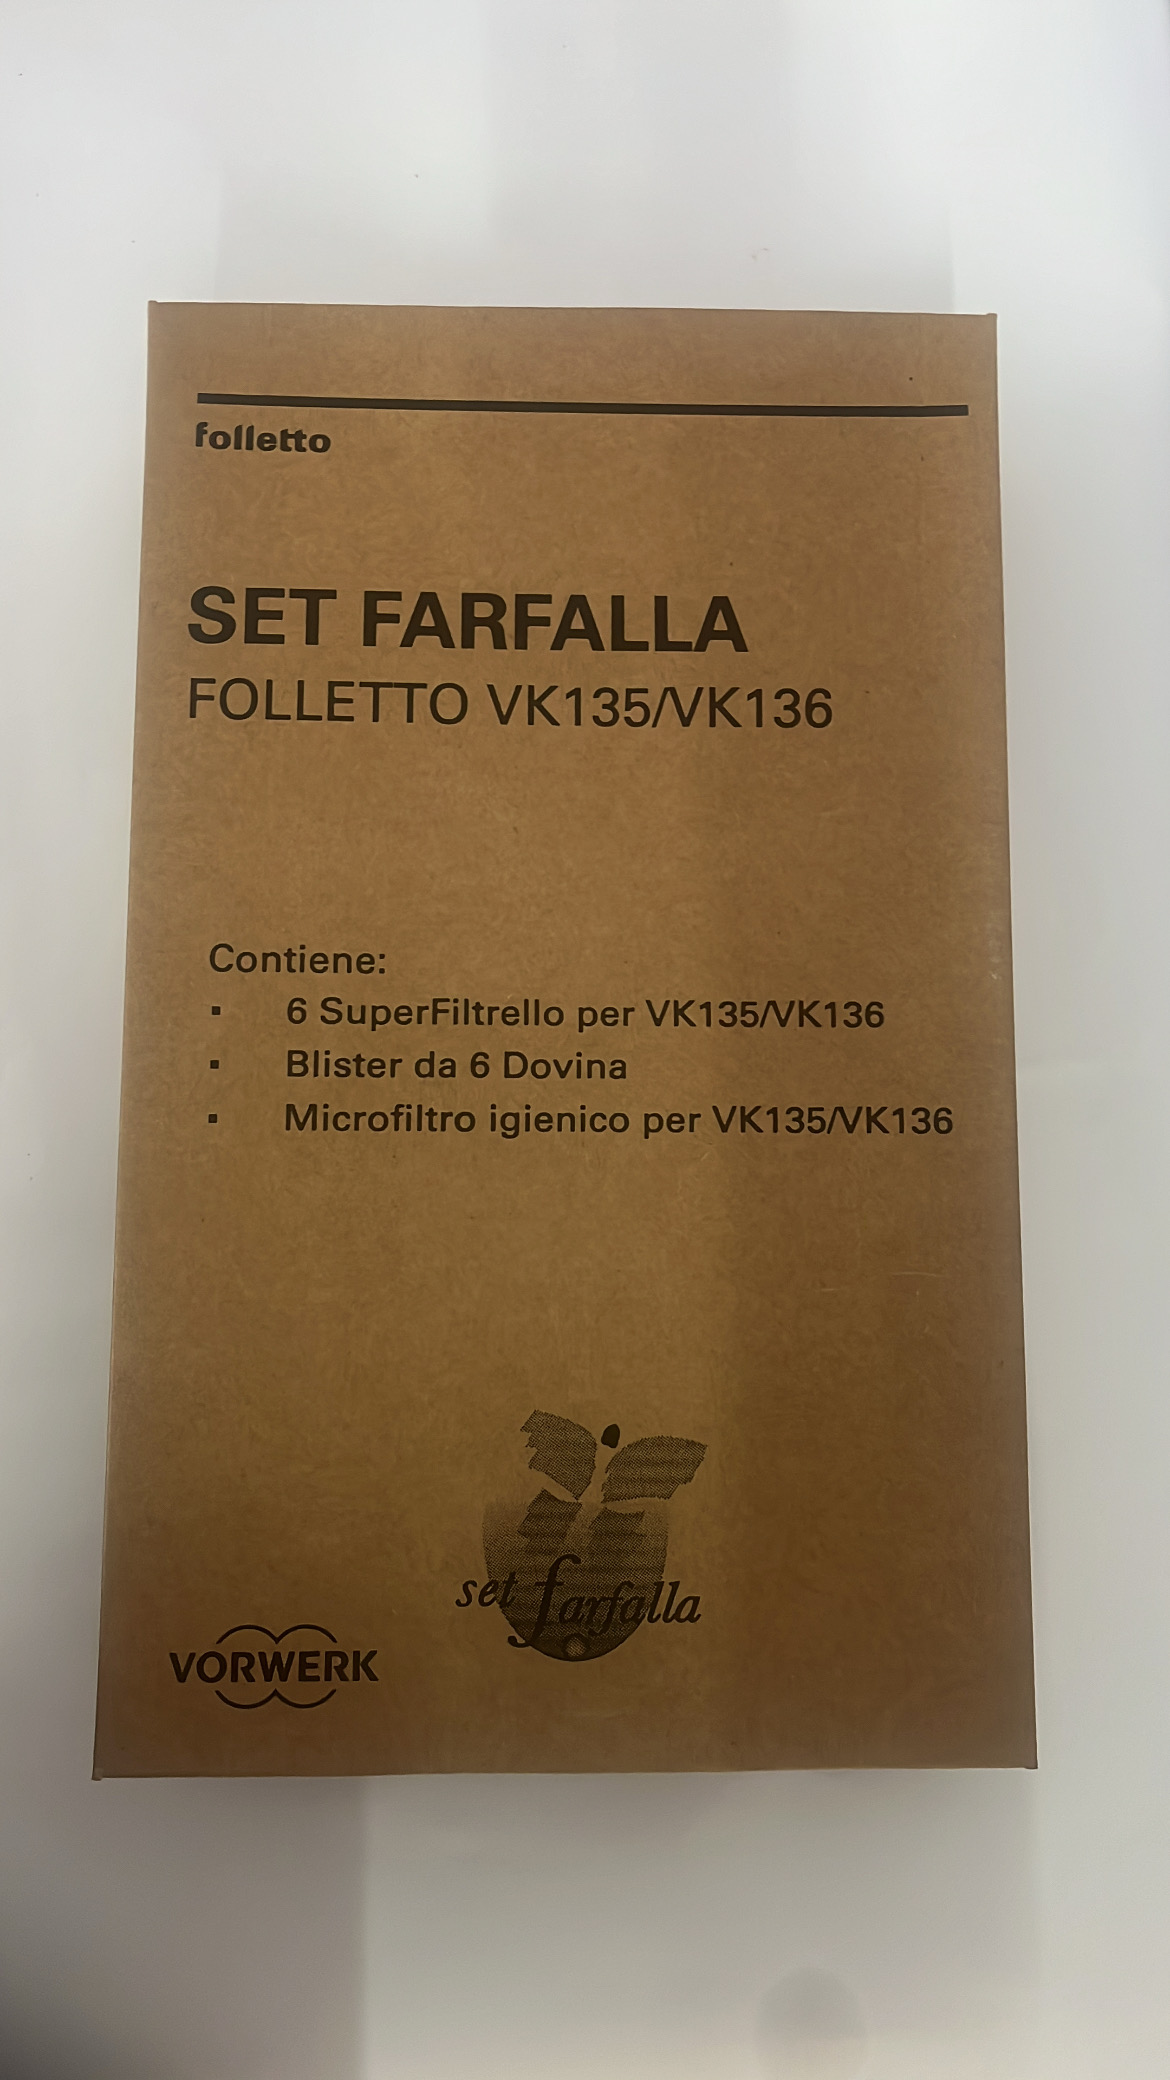 folletto
SET FARFALLA
FOLLETTO VK135/VK136
Contiene:
▪ 6 SuperFiltrello per VK135/VK136
▪ Blister da 6 Dovina
▪ Microfiltro igienico per VK135/VK136
set farfalla
VORWERK